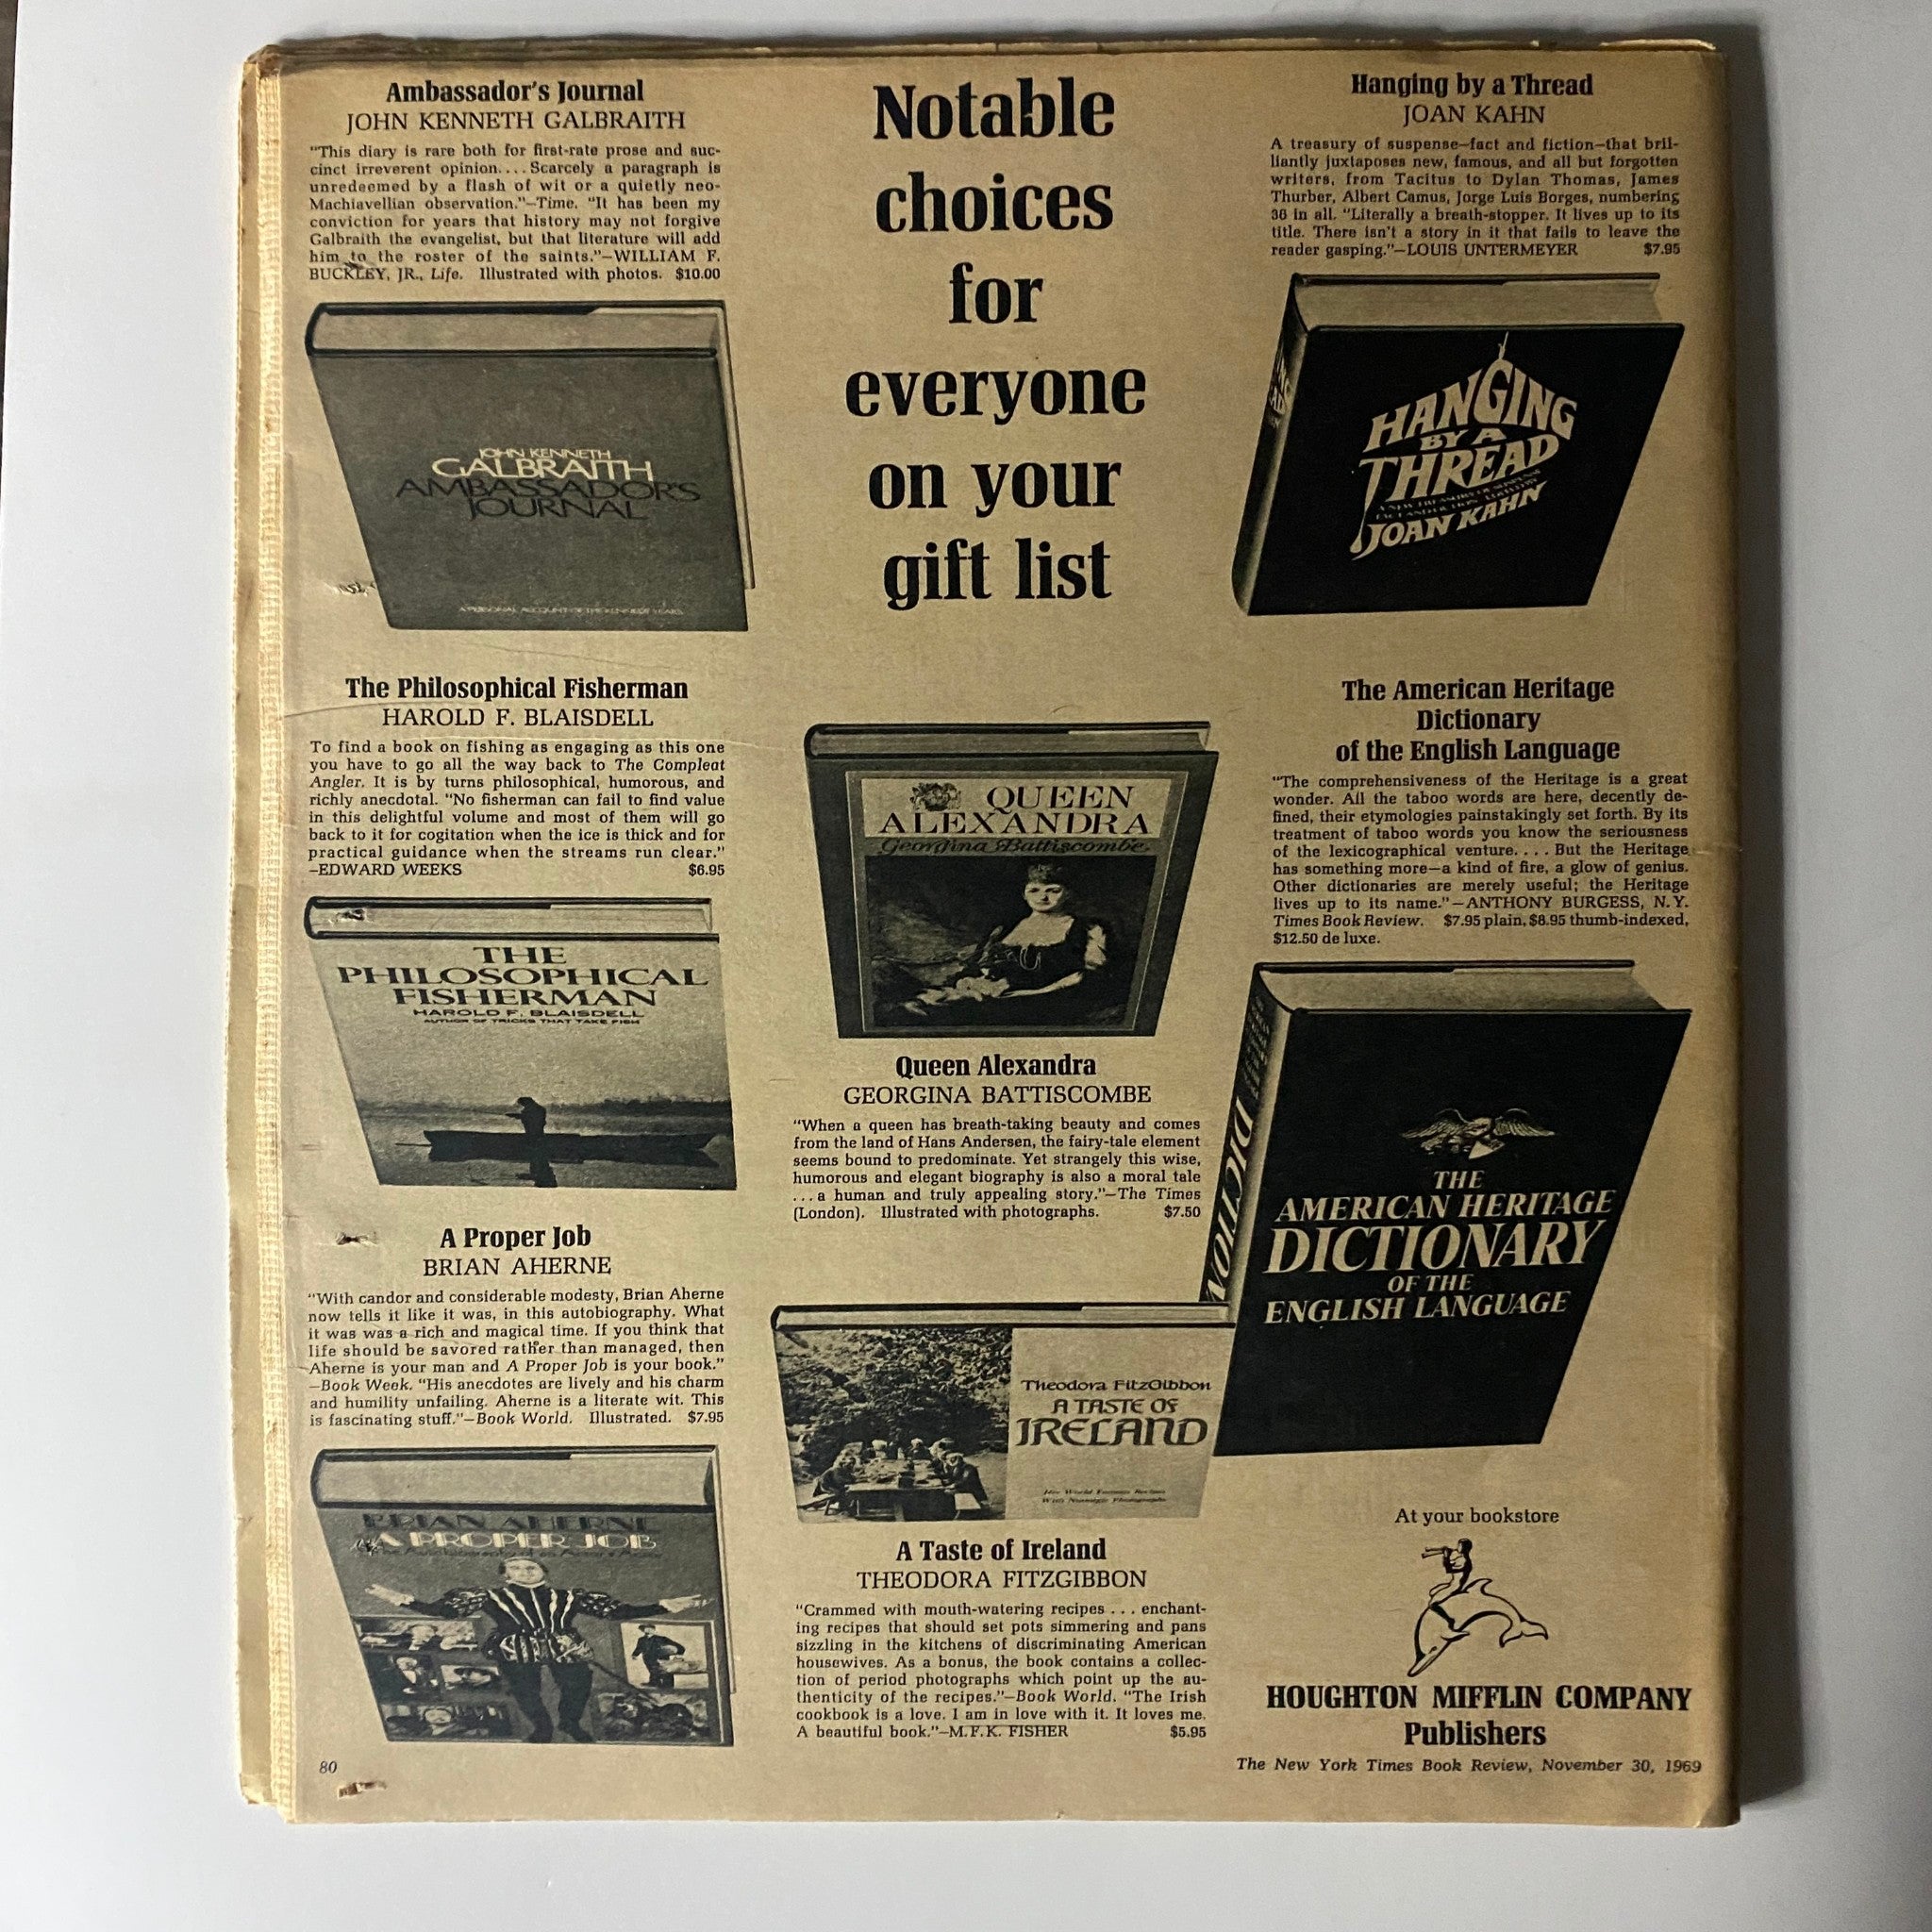 Ambassador's Journal
JOHN KENNETH GALBRAITH
"This diary is rare both for first-rate prose and suc-
cinct irreverent opinion.... Scarcely a paragraph is
unredeemed by a flash of wit or a quietly neo-
Machiavellian observation."—Time. "It has been my
conviction for years that history may not forgive
Galbraith the evangelist, but that literature will add
him to the roster of the saints."—WILLIAM F.
BUCKLEY, JR., Life. Illustrated with photos. $10.00
JOHN KENNETH
GALBRAITH
AMBASSADOR'S
JOURNAL
A PERSONAL ACCOUNT OF THE KENNEDY YEARS
The Philosophical Fisherman
HAROLD F. BLAISDELL
To find a book on fishing as engaging as this one
you have to go all the way back to The Compleat
Angler. It is by turns philosophical, humorous, and
richly anecdotal. "No fisherman can fail to find value
in this delightful volume and most of them will go
back to it for cogitation when the ice is thick and for
practical guidance when the streams run clear."
—EDWARD WEEKS $6.95
THE
PHILOSOPHICAL
FISHERMAN
HAROLD F. BLAISDELL
AUTHOR OF TRICKS THAT TAKE FISH
A Proper Job
BRIAN AHERNE
"With candor and considerable modesty, Brian Aherne
now tells it like it was, in this autobiography. What
it was was a rich and magical time. If you think that
life should be savored rather than managed, then
Aherne is your man and A Proper Job is your book."
—Book Week. "His anecdotes are lively and his charm
and humility unfailing. Aherne is a literate wit. This
is fascinating stuff."—Book World. Illustrated. $7.95
BRIAN AHERNE
A PROPER JOB
80
Notable
choices
for
everyone
on your
gift list
QUEEN
ALEXANDRA
Georgina Battiscombe
Queen Alexandra
GEORGINA BATTISCOMBE
"When a queen has breath-taking beauty and comes
from the land of Hans Andersen, the fairy-tale element
seems bound to predominate. Yet strangely this wise,
humorous and elegant biography is also a moral tale
...a human and truly appealing story."—The Times
(London). Illustrated with photographs. $7.50
Theodora FitzGibbon
A TASTE OF
IRELAND
A Taste of Ireland
THEODORA FITZGIBBON
"Crammed with mouth-watering recipes ... enchant-
ing recipes that should set pots simmering and pans
sizzling in the kitchens of discriminating American
housewives. As a bonus, the book contains a collec-
tion of period photographs which point up the au-
thenticity of the recipes."—Book World. "The Irish
cookbook is a love. I am in love with it. It loves me.
A beautiful book."—M.F.K. FISHER $5.95
Hanging by a Thread
JOAN KAHN
A treasury of suspense—fact and fiction—that bril-
liantly juxtaposes new, famous, and all but forgotten
writers, from Tacitus to Dylan Thomas, James
Thurber, Albert Camus, Jorge Luis Borges, numbering
36 in all. "Literally a breath-stopper. It lives up to its
title. There isn't a story in it that fails to leave the
reader gasping."—LOUIS UNTERMEYER $7.95
HANGING
BY A
THREAD
JOAN KAHN
The American Heritage
Dictionary
of the English Language
"The comprehensiveness of the Heritage is a great
wonder. All the taboo words are here, decently de-
fined, their etymologies painstakingly set forth. By its
treatment of taboo words you know the seriousness
of the lexicographical venture.... But the Heritage
has something more—a kind of fire, a glow of genius.
Other dictionaries are merely useful; the Heritage
lives up to its name."—ANTHONY BURGESS, N.Y.
Times Book Review. $7.95 plain, $8.95 thumb-indexed,
$12.50 de luxe.
DICTION
THE
AMERICAN HERITAGE
DICTIONARY
OF THE
ENGLISH LANGUAGE
At your bookstore
HOUGHTON MIFFLIN COMPANY
Publishers
The New York Times Book Review, November 30, 1969